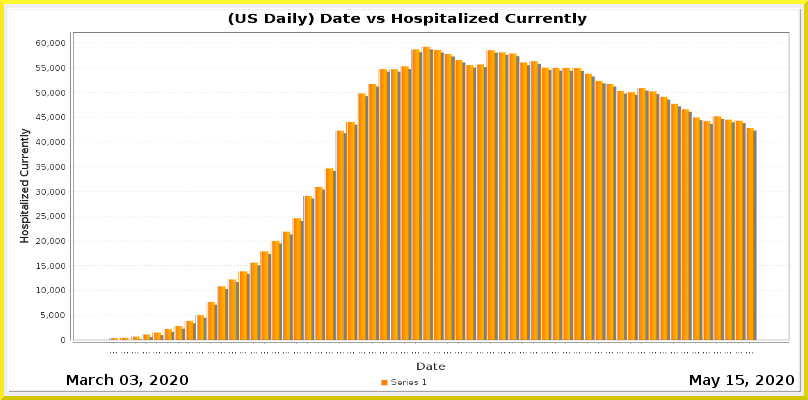 (US Daily) Date vs Hospitalized Currently
60,000
55,000
50,000
45,000
40,000
35,000
30,000
25,000
20,000
15,000
10,000
5,000
0
Hospitalized Currently
Date
March 03, 2020
Series 1
May 15, 2020